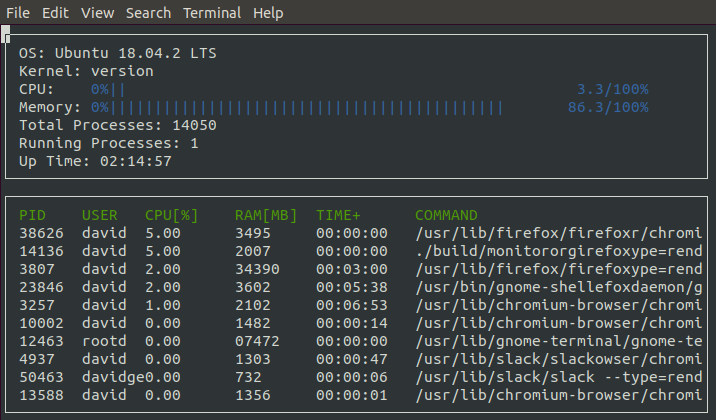 File Edit View Search Terminal Help
OS: Ubuntu 18.04.2 LTS
Kernel: version
CPU: 0%|| 3.3/100%
Memory: 0%|||||||||||||||||||||||||||||||||||||||||||| 86.3/100%
Total Processes: 14050
Running Processes: 1
Up Time: 02:14:57
PID USER CPU[%] RAM[MB] TIME+ COMMAND
38626 david 5.00 3495 00:00:00 /usr/lib/firefox/firefoxr/chromi
14136 david 5.00 2007 00:00:00 ./build/monitororgirefoxype=rend
3807 david 2.00 34390 00:03:00 /usr/lib/firefox/firefoxype=rend
23846 david 2.00 3602 00:05:38 /usr/bin/gnome-shellefoxdaemon/g
3257 david 1.00 2102 00:06:53 /usr/lib/chromium-browser/chromi
10002 david 0.00 1482 00:00:14 /usr/lib/chromium-browser/chromi
12463 rootd 0.00 07472 00:00:00 /usr/lib/gnome-terminal/gnome-te
4937 david 0.00 1303 00:00:47 /usr/lib/slack/slackowser/chromi
50463 davidge0.00 732 00:00:06 /usr/lib/slack/slack --type=rend
13588 david 0.00 1356 00:00:01 /usr/lib/chromium-browser/chromi